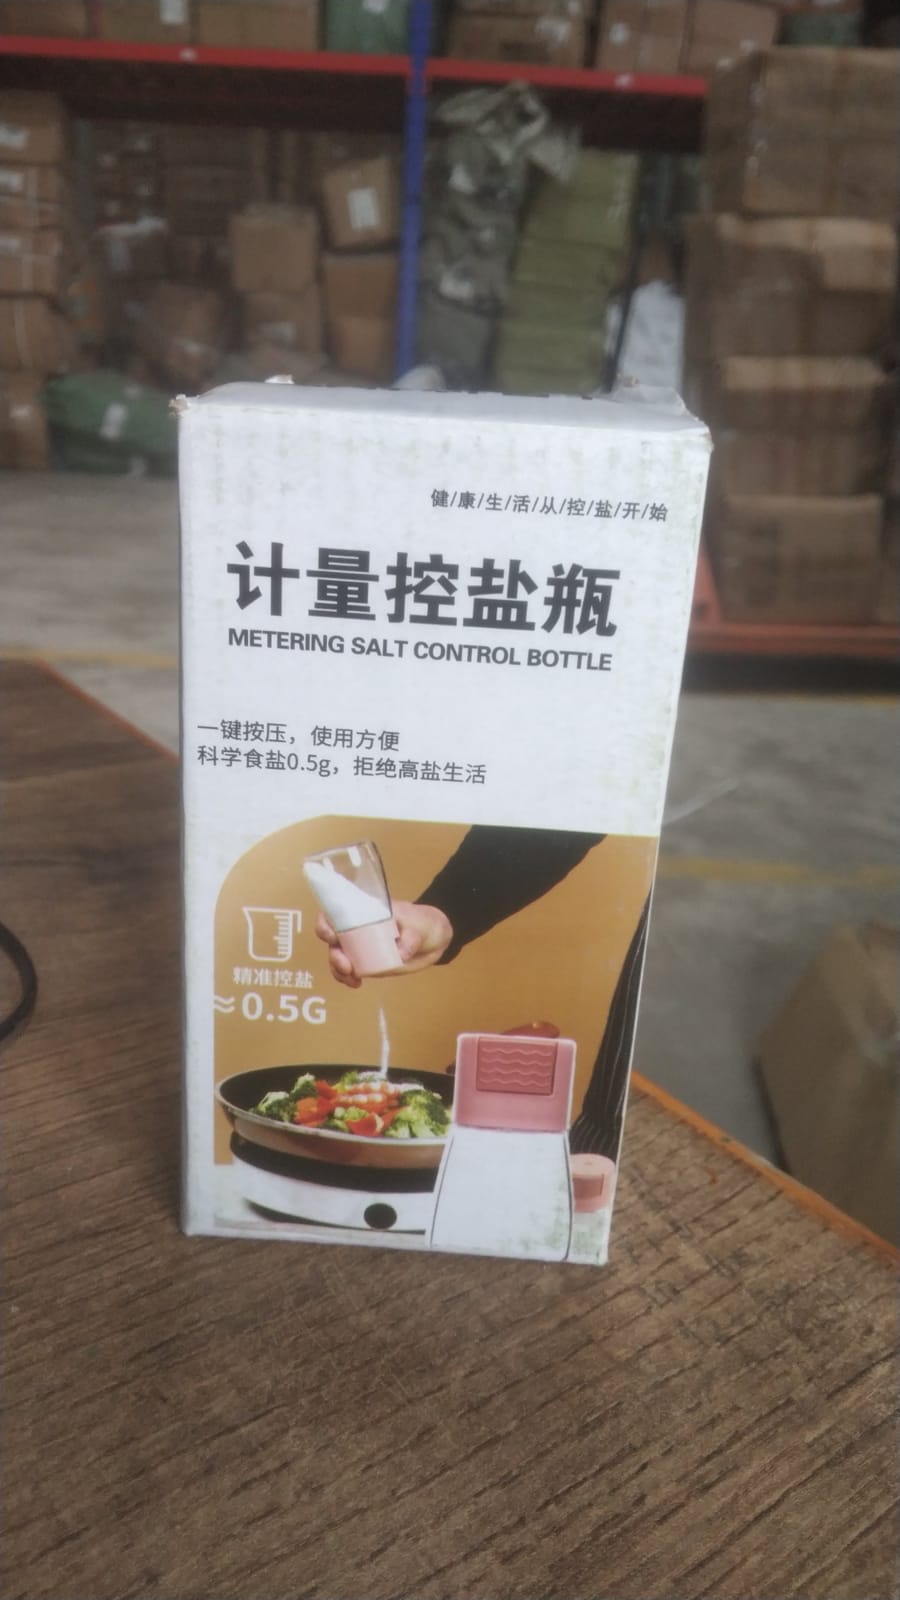 健/康/生/活/从/控/盐/开/始
计量控盐瓶
METERING SALT CONTROL BOTTLE
一键按压，使用方便
科学食盐0.5g，拒绝高盐生活
精准控盐
≈0.5G